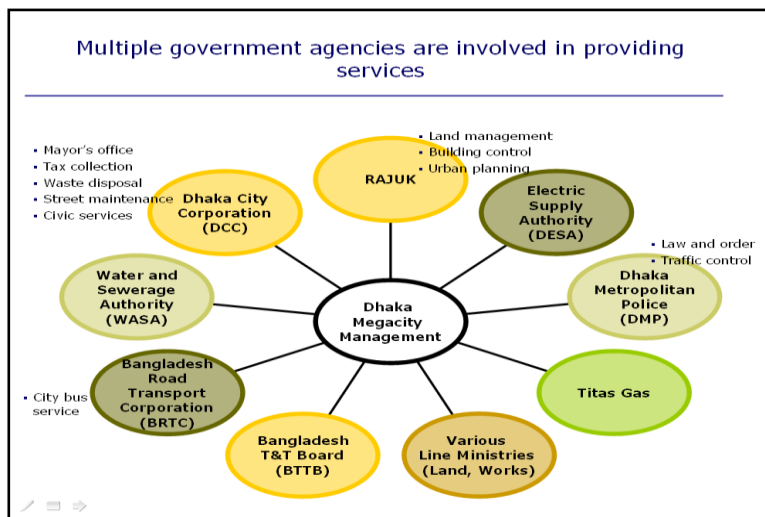 Multiple government agencies are involved in providing
services
▪ Mayor's office
▪ Tax collection
▪ Waste disposal
▪ Street maintenance
▪ Civic services
Dhaka City
Corporation
(DCC)
RAJUK
▪ Land management
▪ Building control
▪ Urban planning
Electric
Supply
Authority
(DESA)
▪ Law and order
▪ Traffic control
Water and
Sewerage
Authority
(WASA)
Dhaka
Megacity
Management
Dhaka
Metropolitan
Police
(DMP)
▪ City bus
service
Bangladesh
Road
Transport
Corporation
(BRTC)
Titas Gas
Bangladesh
T&T Board
(BTTB)
Various
Line Ministries
(Land, Works)